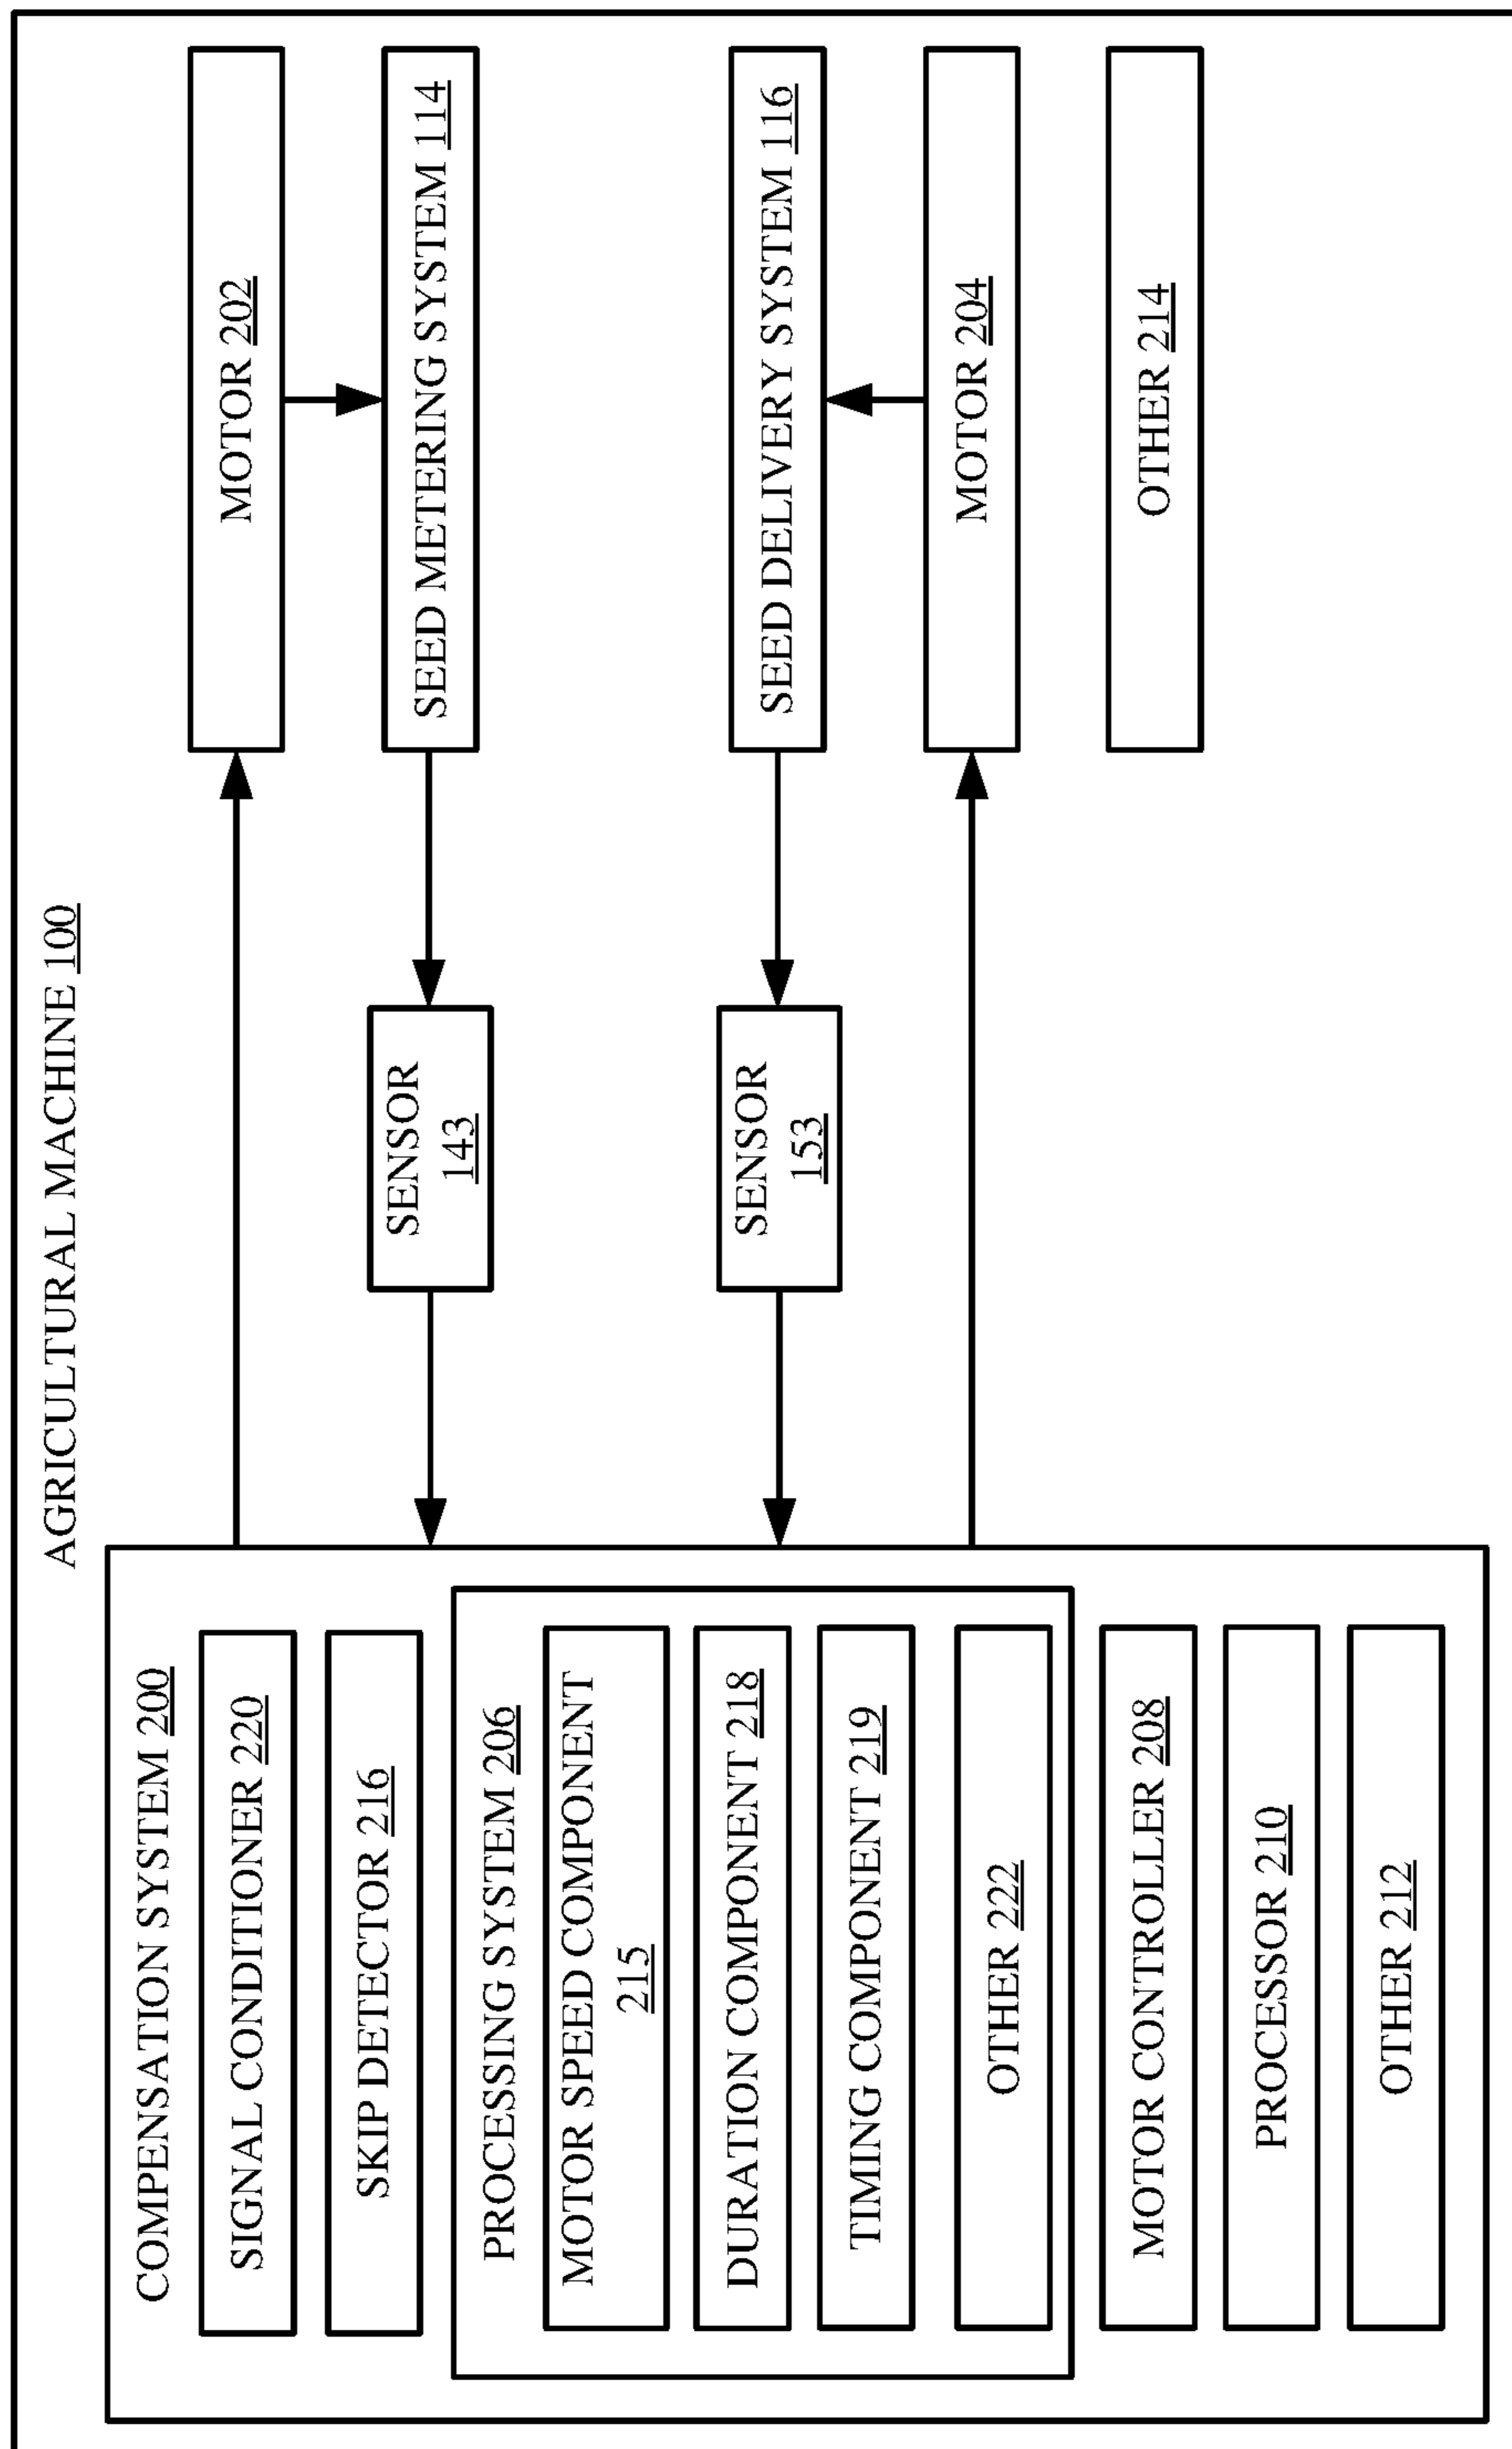 AGRICULTURAL MACHINE 100
COMPENSATION SYSTEM 200
SIGNAL CONDITIONER 220
SKIP DETECTOR 216
PROCESSING SYSTEM 206
MOTOR SPEED COMPONENT
215
DURATION COMPONENT 218
TIMING COMPONENT 219
OTHER 222
MOTOR CONTROLLER 208
PROCESSOR 210
OTHER 212
SENSOR
143
SENSOR
153
MOTOR 202
SEED METERING SYSTEM 114
SEED DELIVERY SYSTEM 116
MOTOR 204
OTHER 214